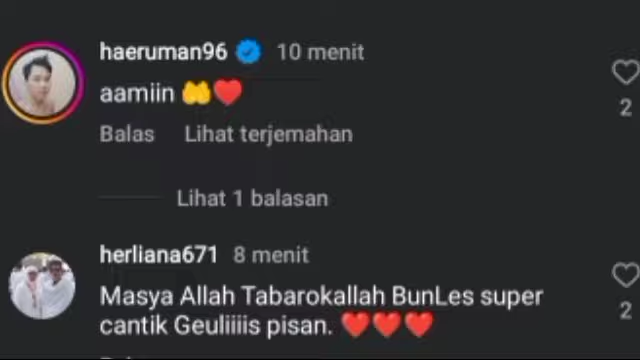 haeruman96 10 menit
aamiin 🤲❤️
2
Balas Lihat terjemahan
Lihat 1 balasan
herliana671 8 menit
Masya Allah Tabarokallah BunLes super
cantik Geuliiiis pisan. ❤️❤️❤️
2